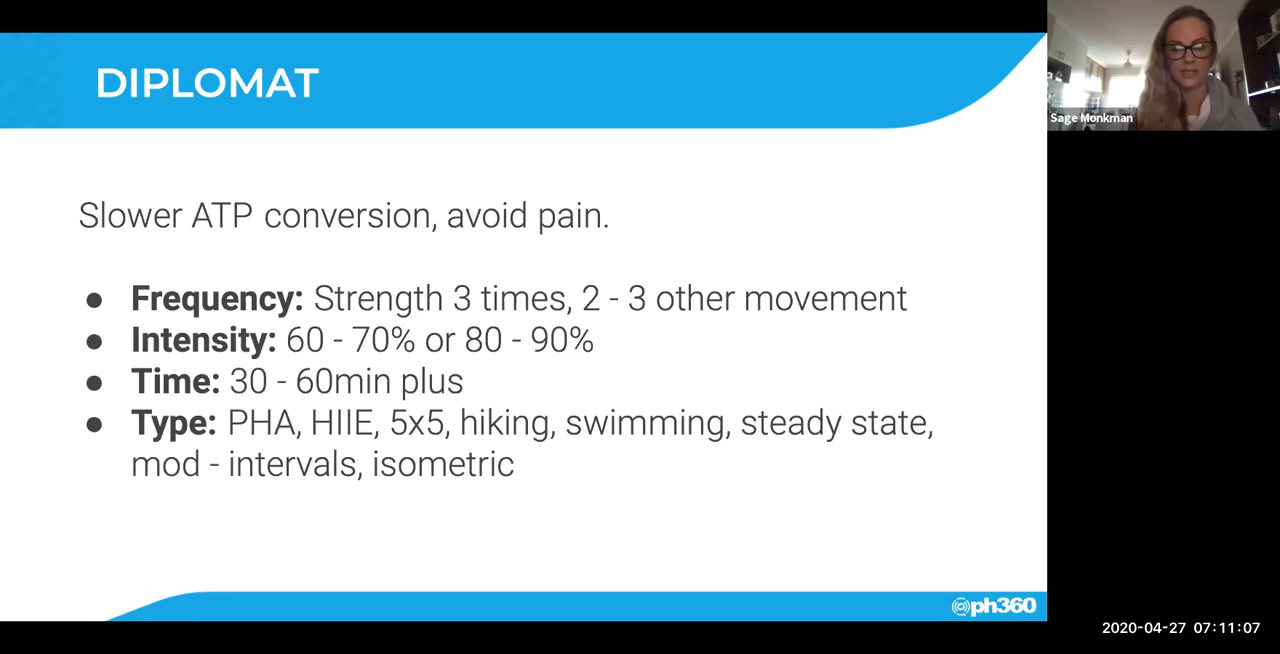 DIPLOMAT
Sage Monkman
Slower ATP conversion, avoid pain.
● Frequency: Strength 3 times, 2 - 3 other movement
● Intensity: 60 - 70% or 80 - 90%
● Time: 30 - 60min plus
● Type: PHA, HIIE, 5x5, hiking, swimming, steady state,
mod - intervals, isometric
ph360
2020-04-27 07:11:07